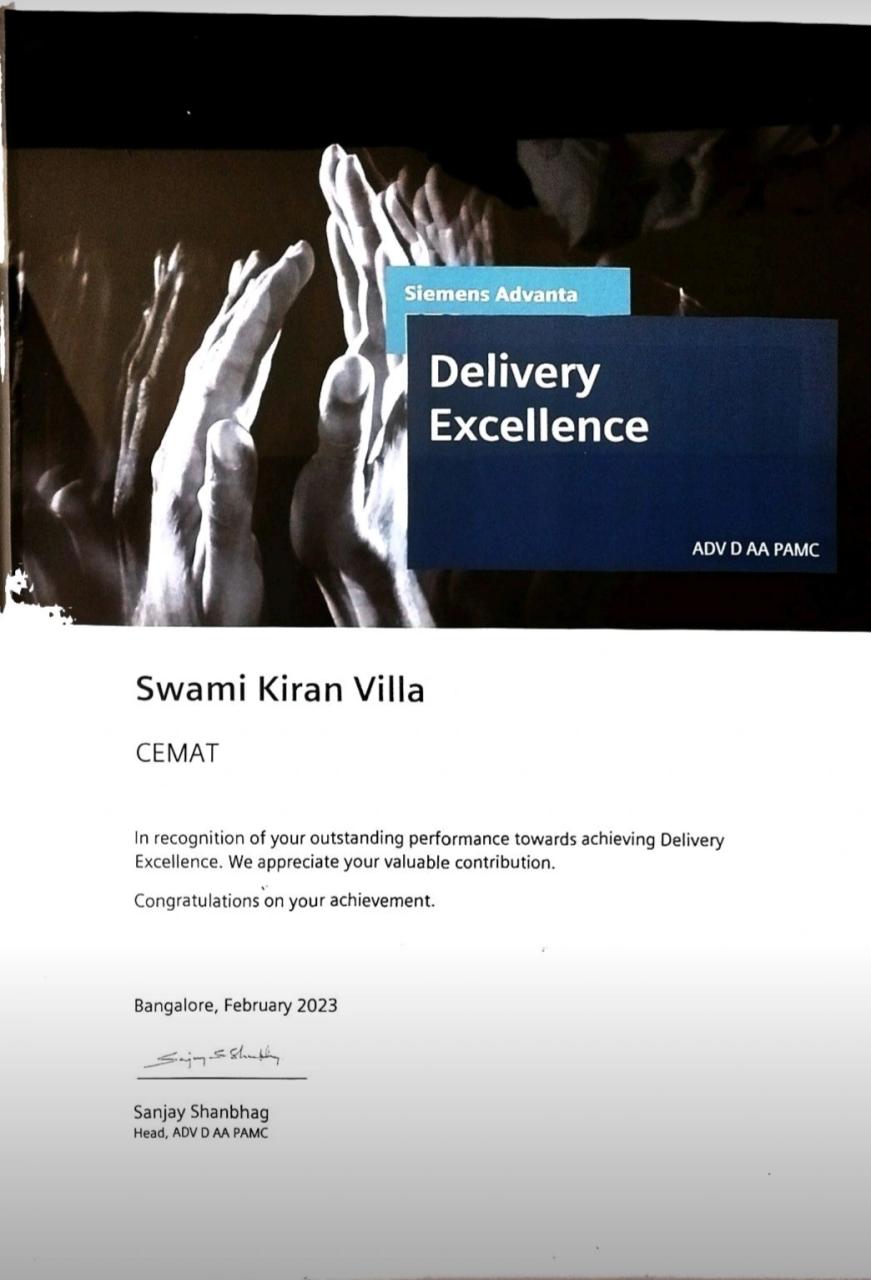 Siemens Advanta
Delivery
Excellence
ADV D AA PAMC
Swami Kiran Villa
CEMAT
In recognition of your outstanding performance towards achieving Delivery
Excellence. We appreciate your valuable contribution.
Congratulations on your achievement.
Bangalore, February 2023
Sanjay Shanbhag
Head, ADV D AA PAMC